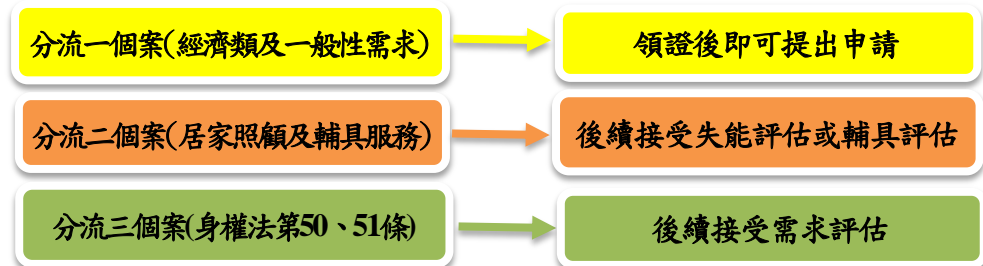 分流一個案(經濟類及一般性需求)
領證後即可提出申請
分流二個案(居家照顧及輔具服務)
後續接受失能評估或輔具評估
分流三個案(身權法第50、51條)
後續接受需求評估